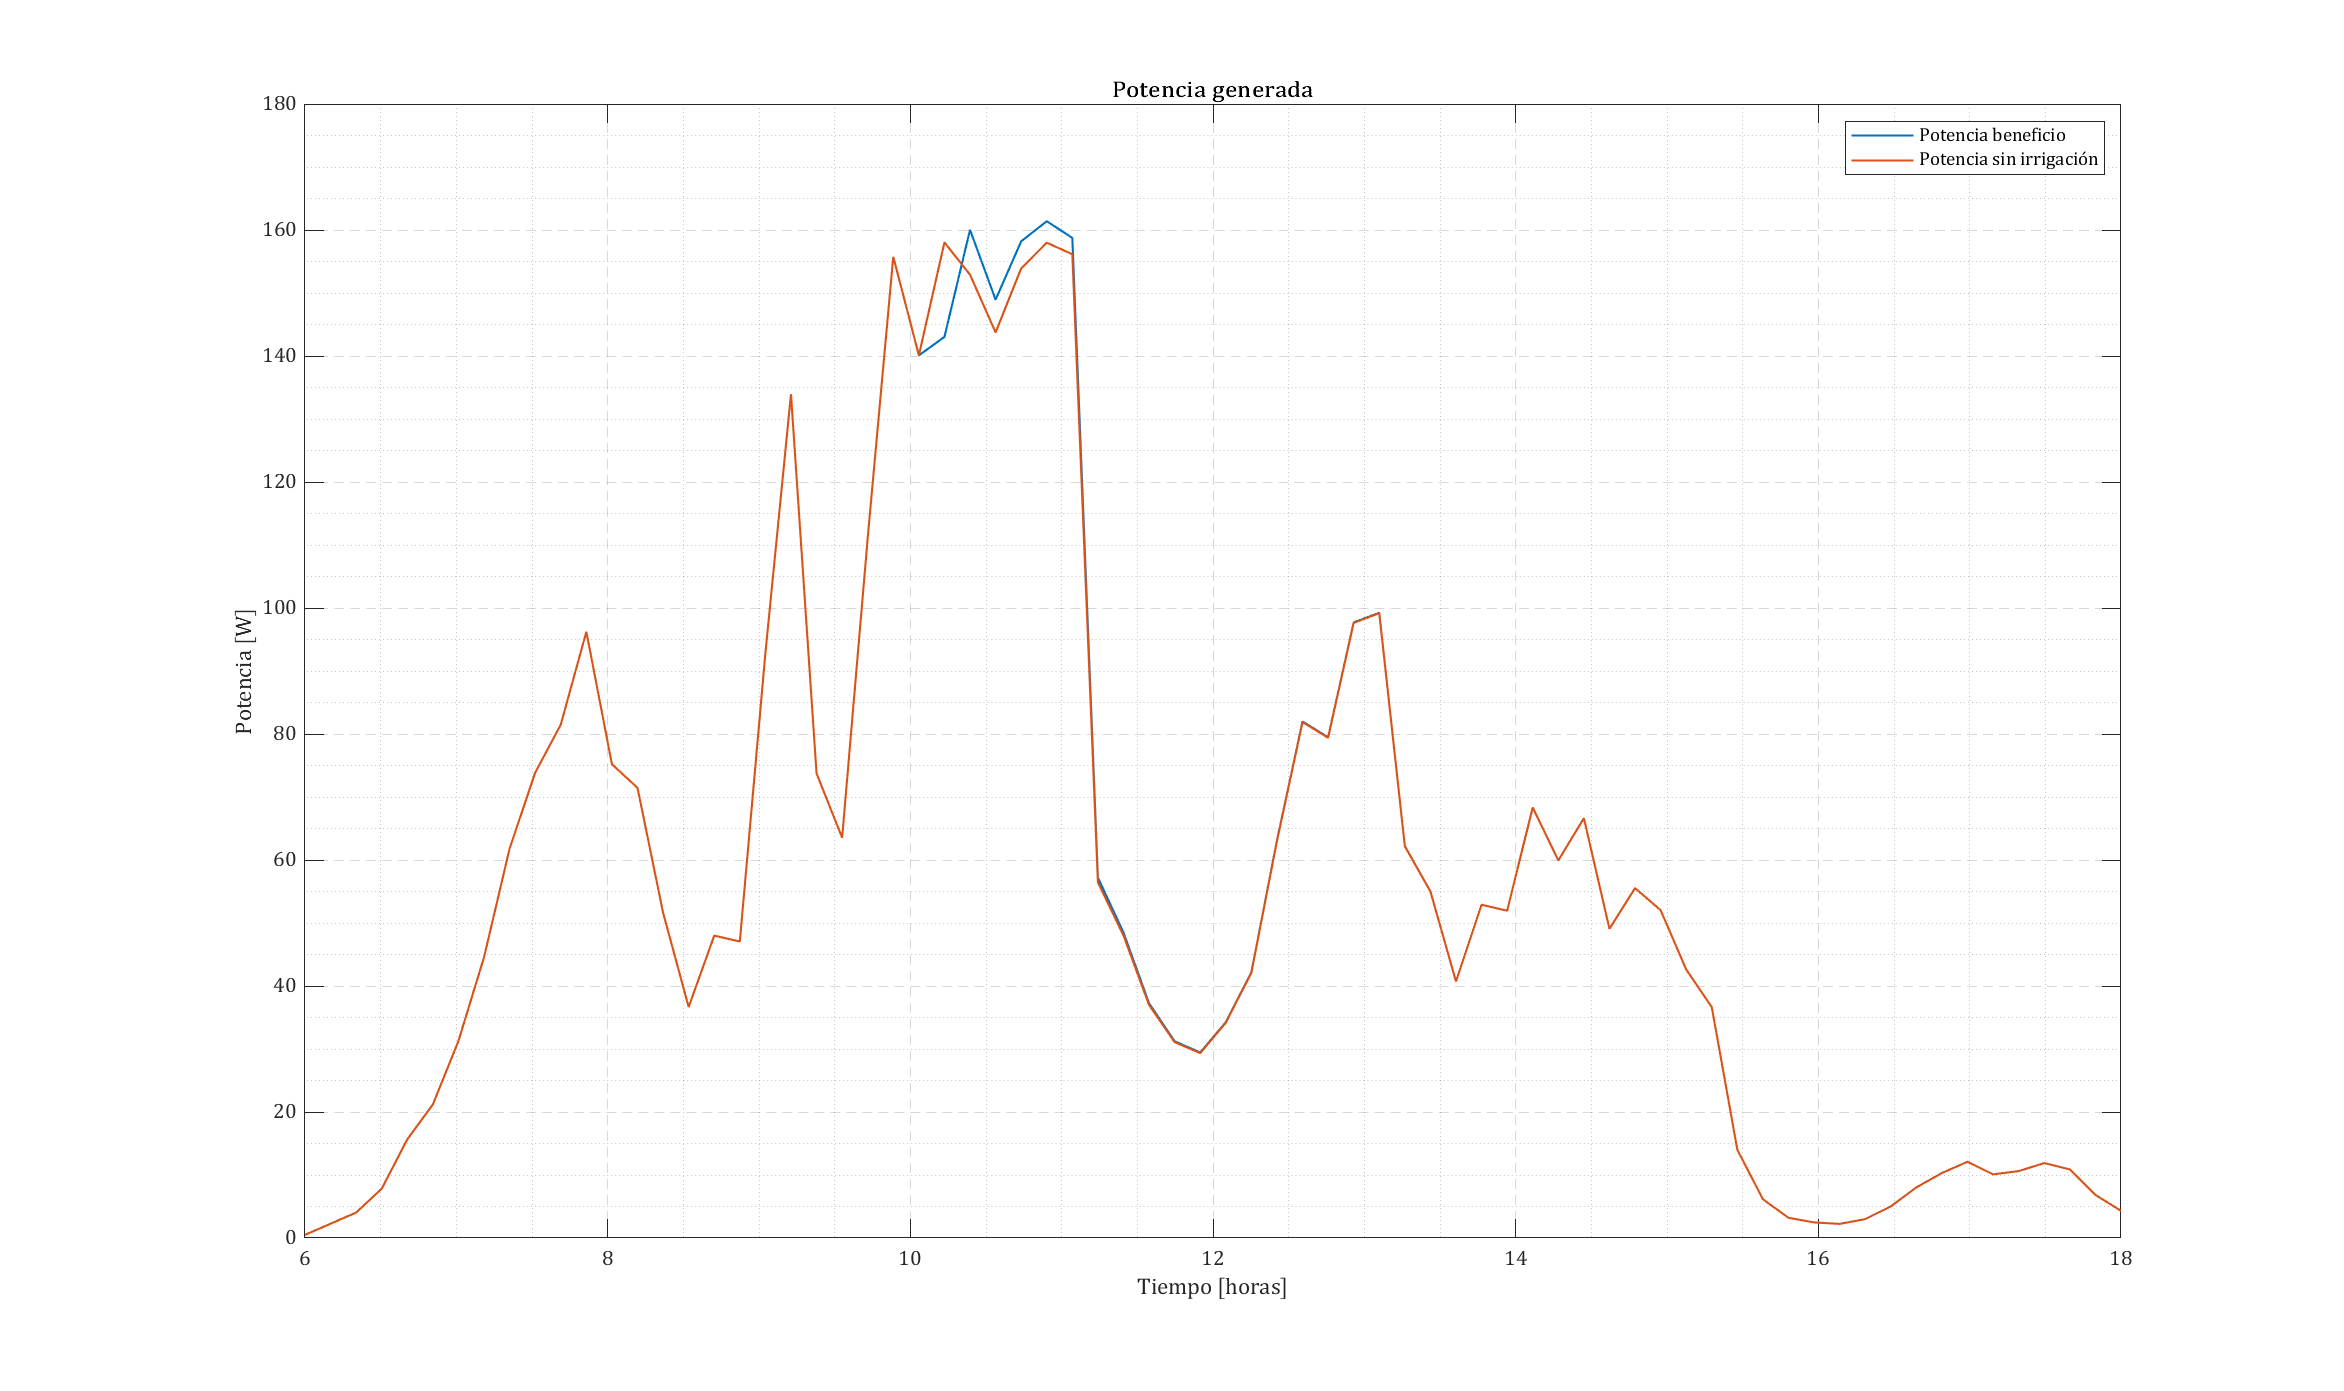 Potencia generada
180
160
140
120
100
80
60
40
20
0
Potencia [W]
Potencia beneficio
Potencia sin irrigación
6 8 10 12 14 16 18
Tiempo [horas]